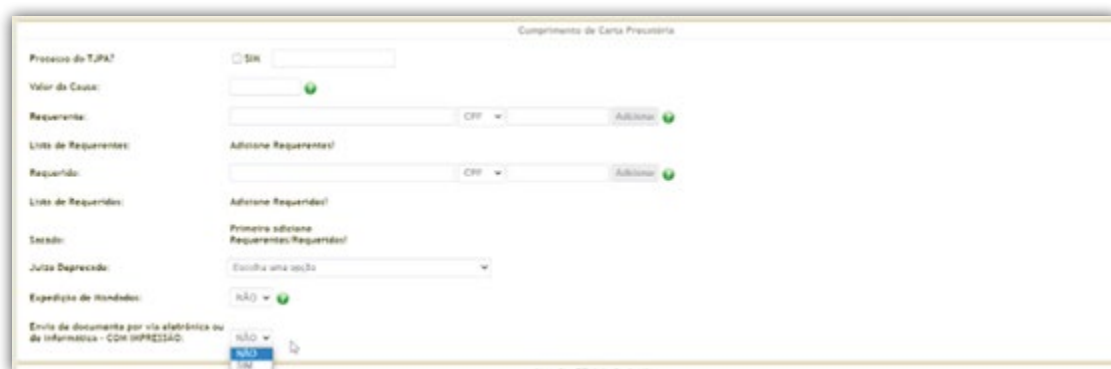 Cumprimento de Carta Precatória
Processo do TJPA? SIM
Valor da Causa:
Requerente: CPF Adicionar
Lista de Requerentes: Adicione Requerentes!
Requerido: CPF Adicionar
Lista de Requeridos: Adicione Requeridos!
Sacado: Primeiro adicione
Requerentes/Requeridos!
Juízo Deprecado: Escolha uma opção
Expedição de Mandados: NÃO
Envio de documento por via eletrônica ou
de informática - COM IMPRESSÃO: NÃO
NÃO
SIM